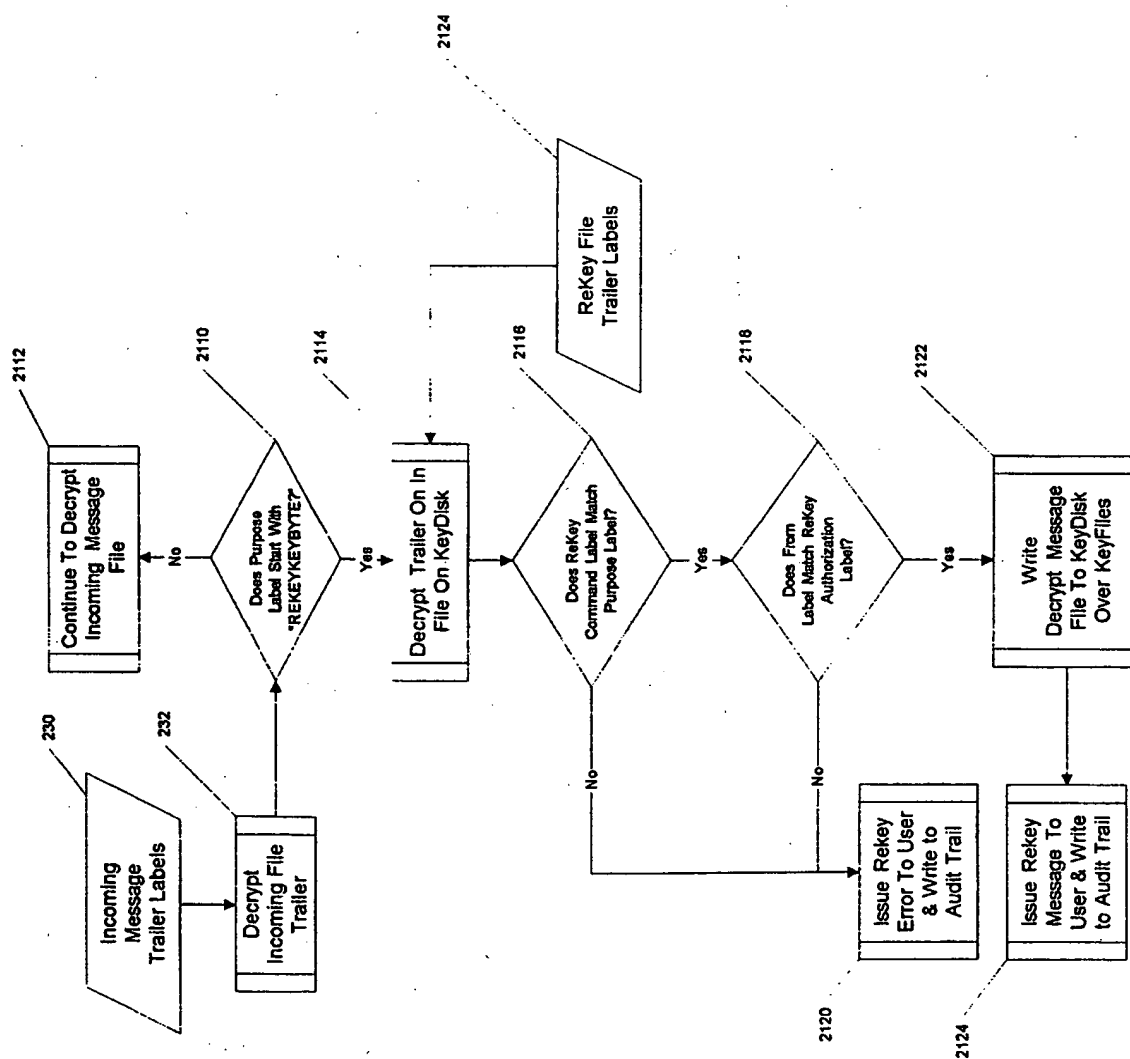 230
Incoming
Message
Trailer Labels
232
Decrypt
Incoming File
Trailer
2112
Continue To Decrypt
Incoming Message
File
No
2110
Does Purpose
Label Start With
"REKEYKEYBYTE?"
Yes
2114
Decrypt Trailer On In
File On KeyDisk
2124
ReKey File
Trailer Labels
2116
Does ReKey
Command Label Match
Purpose Label?
No
Yes
2118
Does From
Label Match ReKey
Authorization
Label?
No
Yes
2120
Issue Rekey
Error To User
& Write to
Audit Trail
2122
Write
Decrypt Message
File To KeyDisk
Over KeyFiles
2124
Issue Rekey
Message To
User & Write
to Audit Trail